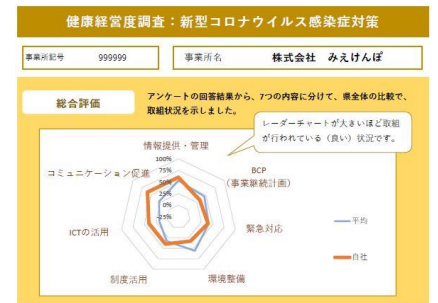 健康経営度調査：新型コロナウイルス感染症対策
事業所記号 999999
事業所名 株式会社 みえけんぽ
総合評価
アンケートの回答結果から、7つの内容に分けて、県全体の比較で、
取組状況を示しました。
レーダーチャートが大きいほど取組
が行われている（良い）状況です。
情報提供・管理
100%
75%
50%
25%
0%
-25%
コミュニケーション促進
BCP
（事業継続計画）
ICTの活用
緊急対応
制度活用
環境整備
平均
自社